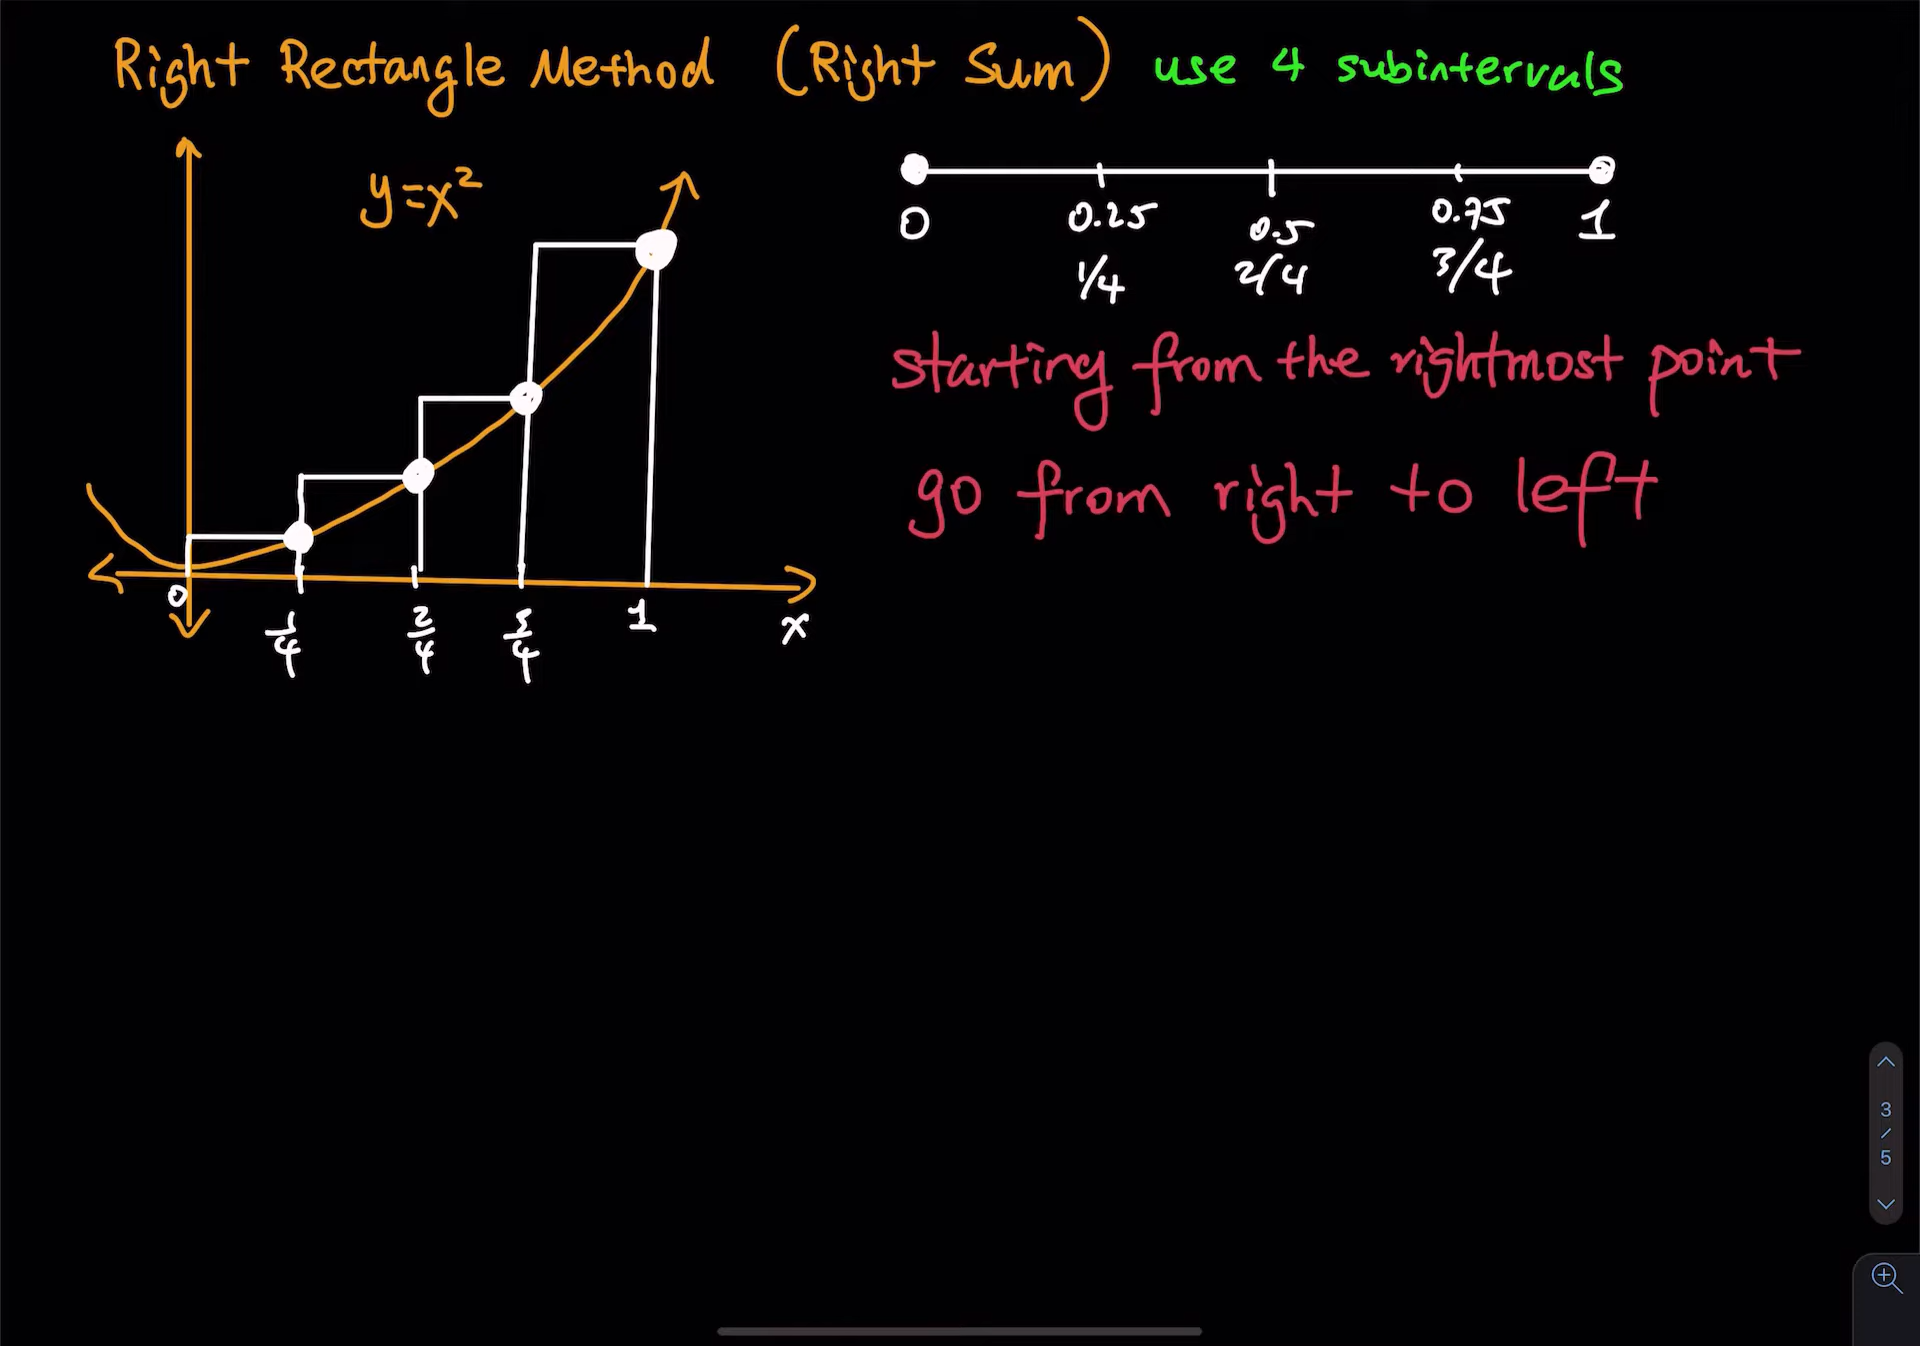 Right Rectangle Method (Right Sum) use 4 subintervals
y=x²
0 0.25 0.5 0.75 1
1/4 2/4 3/4
starting from the rightmost point
go from right to left
0 1/4 2/4 3/4 1 x
3
/
5